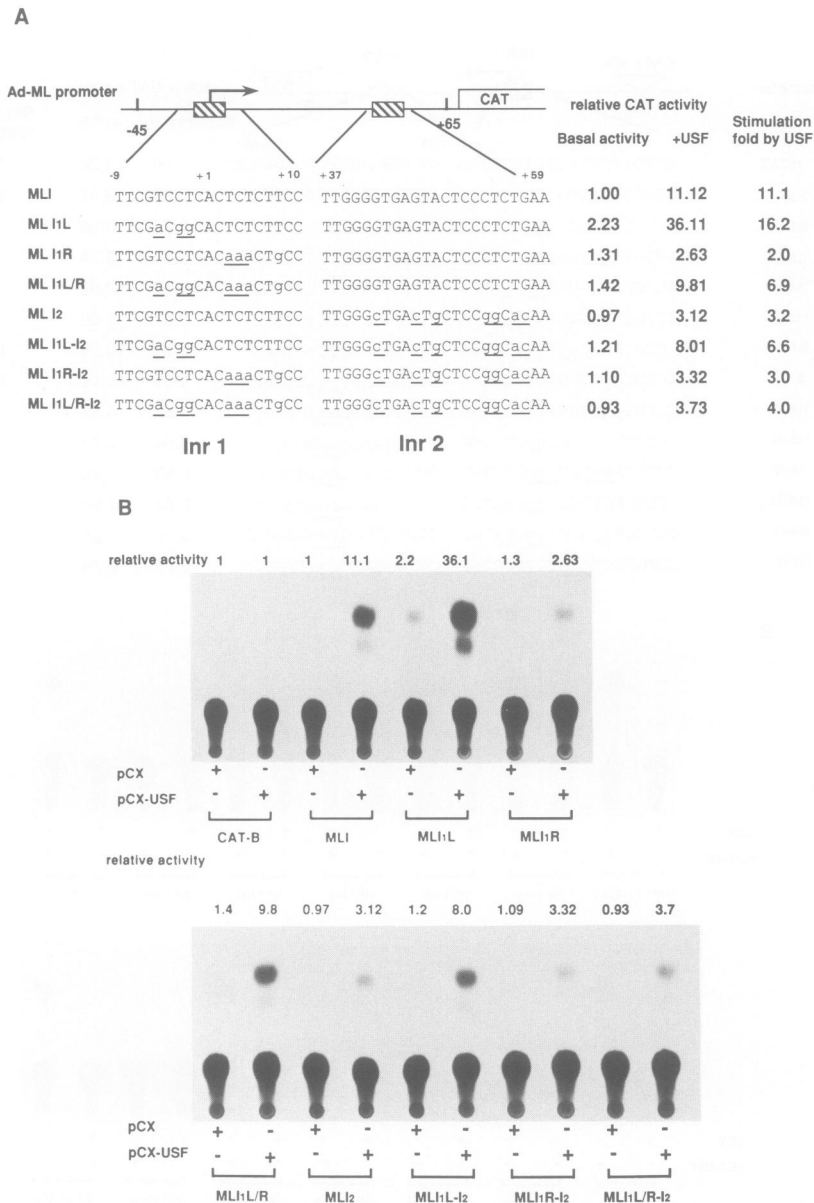 A
Ad-ML promoter
CAT
relative CAT activity
-45
+65
Basal activity +USF
Stimulation
fold by USF
-9 +1 +10 +37 +59
MLI TTCGTCCTCACTCTCTTCC TTGGGGTGAGTACTCCCTCTGAA 1.00 11.12 11.1
ML I1L TTCGaCggCACTCTCTTCC TTGGGGTGAGTACTCCCTCTGAA 2.23 36.11 16.2
ML I1R TTCGTCCTCACaaaCTgCC TTGGGGTGAGTACTCCCTCTGAA 1.31 2.63 2.0
ML I1L/R TTCGaCggCACaaaCTgCC TTGGGGTGAGTACTCCCTCTGAA 1.42 9.81 6.9
ML I2 TTCGTCCTCACTCTCTTCC TTGGGcTGAcTgCTCCggCacAA 0.97 3.12 3.2
ML I1L-I2 TTCGaCggCACTCTCTTCC TTGGGcTGAcTgCTCCggCacAA 1.21 8.01 6.6
ML I1R-I2 TTCGTCCTCACaaaCTgCC TTGGGcTGAcTgCTCCggCacAA 1.10 3.32 3.0
ML I1L/R-I2 TTCGaCggCACaaaCTgCC TTGGGcTGAcTgCTCCggCacAA 0.93 3.73 4.0
Inr 1 Inr 2
B
relative activity 1 1 1 11.1 2.2 36.1 1.3 2.63
pCX + - + - + - + -
pCX-USF - + - + - + - +
CAT-B MLI MLI1L MLI1R
relative activity
1.4 9.8 0.97 3.12 1.2 8.0 1.09 3.32 0.93 3.7
pCX + - + - + - + - + -
pCX-USF - + - + - + - + - +
MLI1L/R MLI2 MLI1L-I2 MLI1R-I2 MLI1L/R-I2